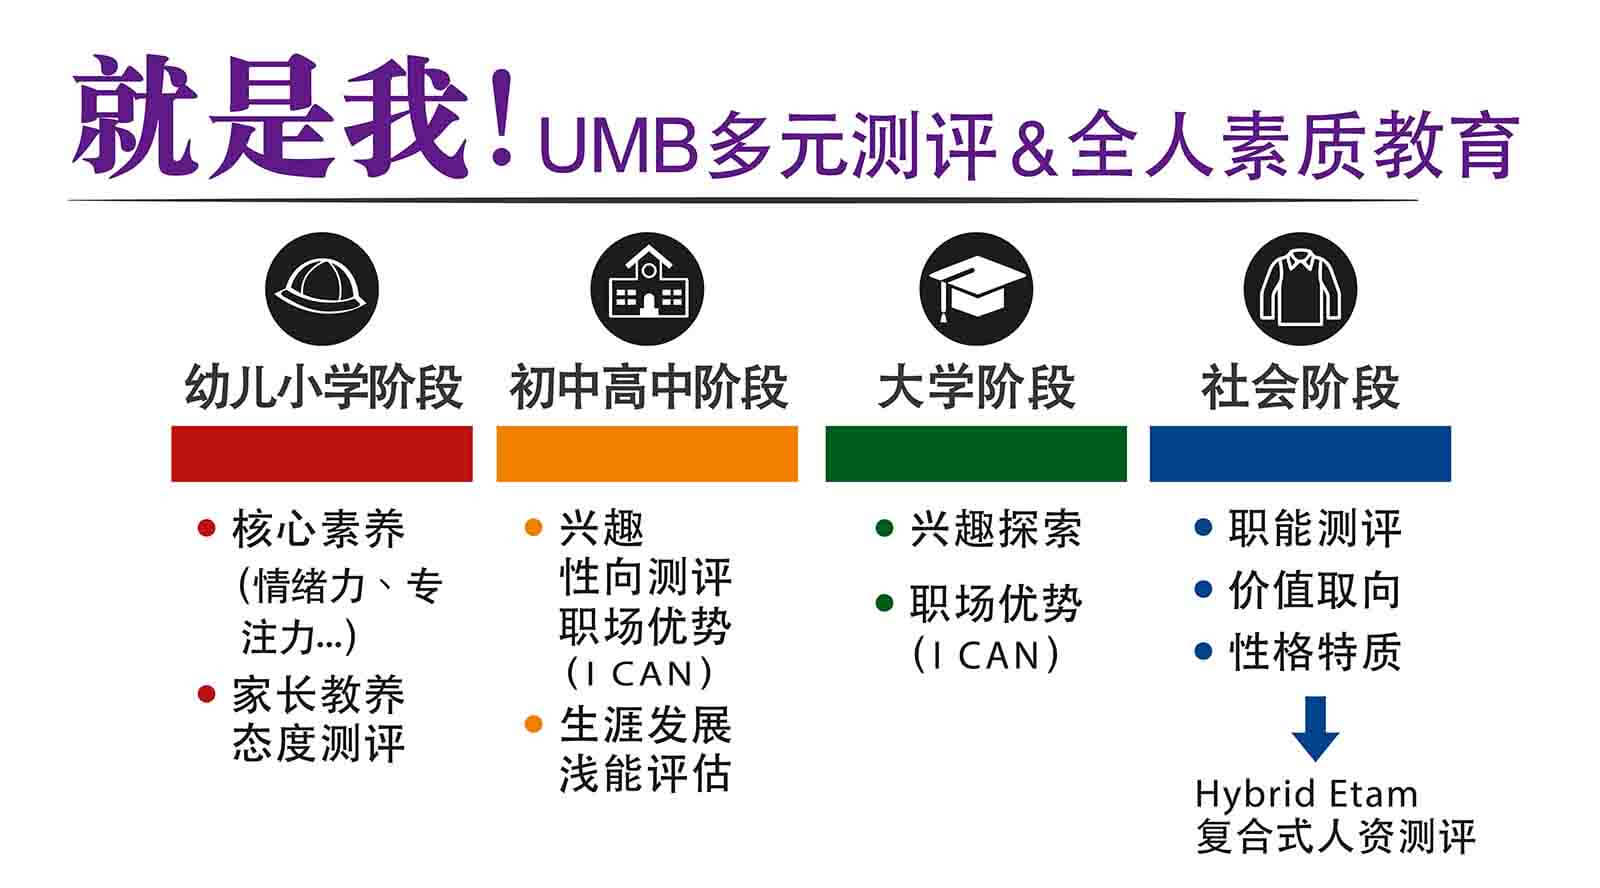 就是我！UMB多元测评&全人素质教育
幼儿小学阶段
• 核心素养
(情绪力、专
注力...)
• 家长教养
态度测评
初中高中阶段
• 兴趣
性向测评
职场优势
(I CAN)
• 生涯发展
浅能评估
大学阶段
• 兴趣探索
• 职场优势
(I CAN)
社会阶段
• 职能测评
• 价值取向
• 性格特质
Hybrid Etam
复合式人资测评